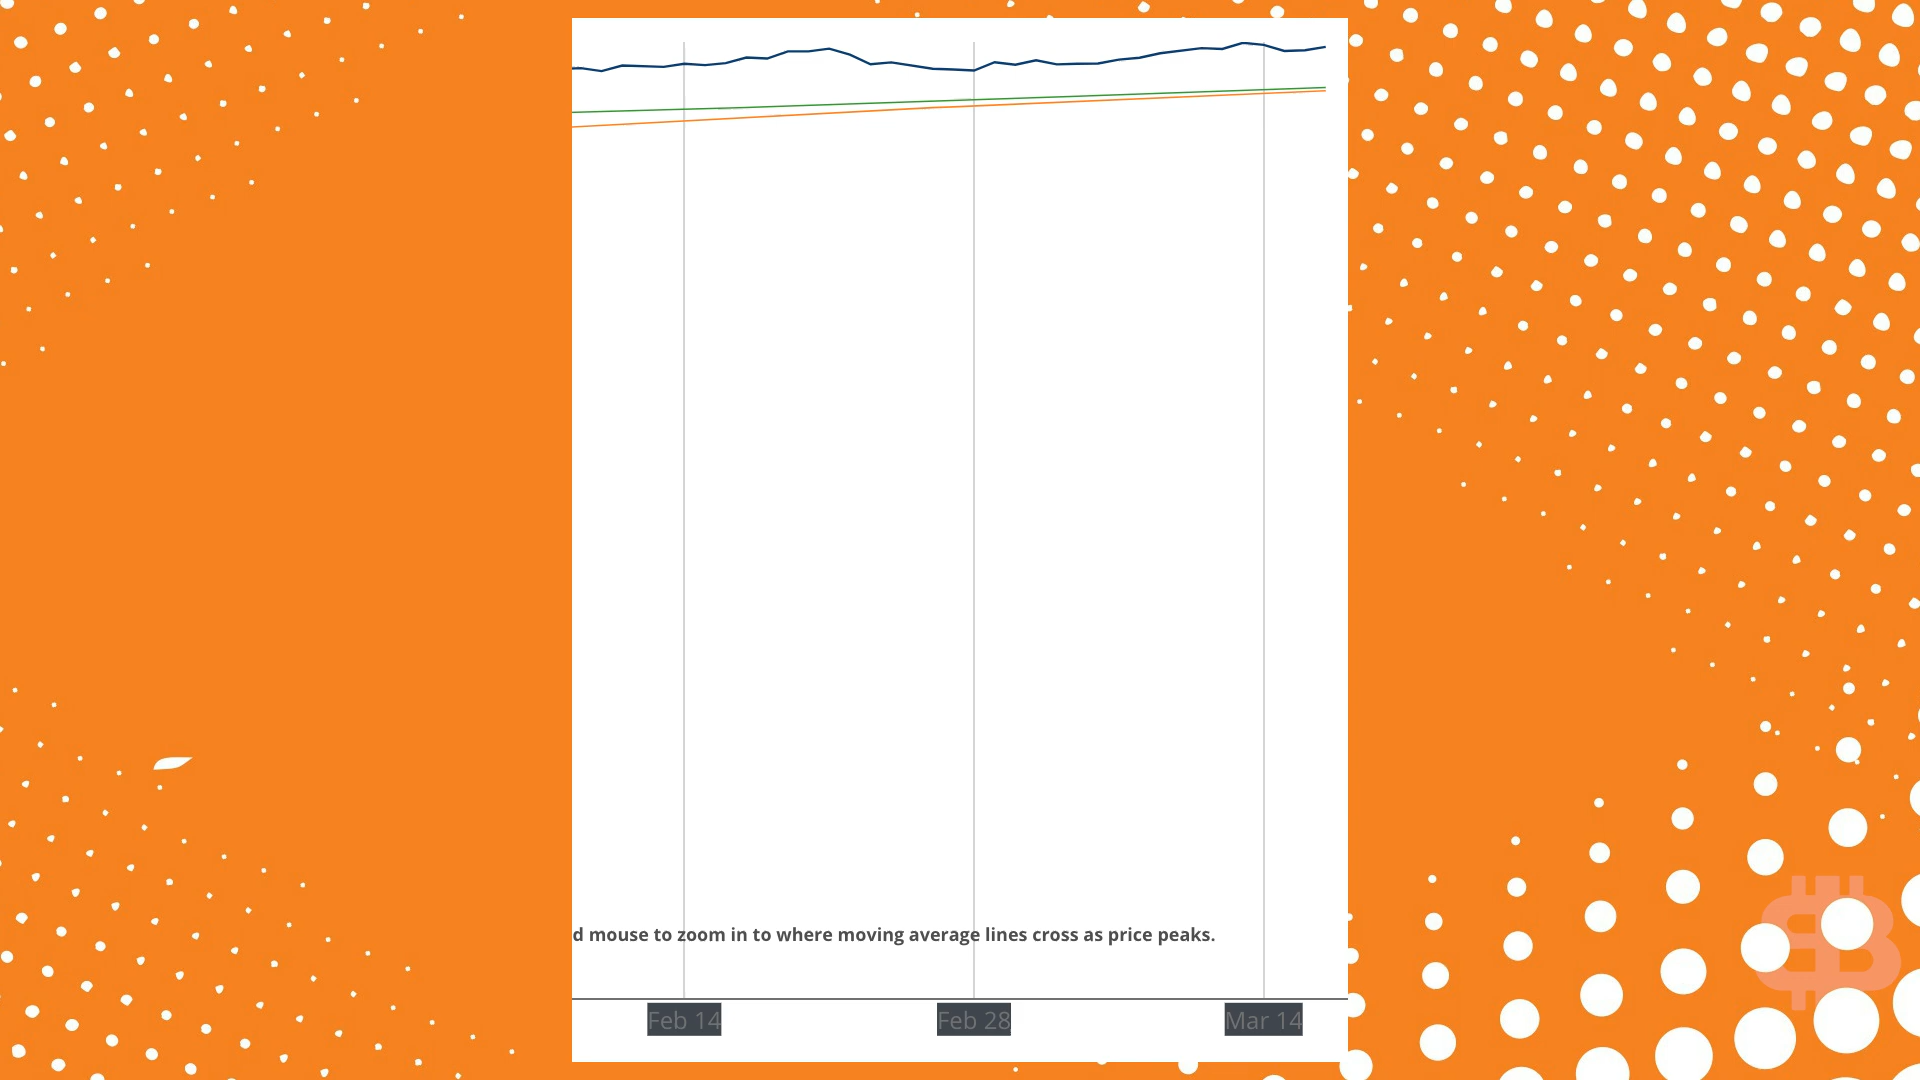 d mouse to zoom in to where moving average lines cross as price peaks.
Feb 14 Feb 28 Mar 14